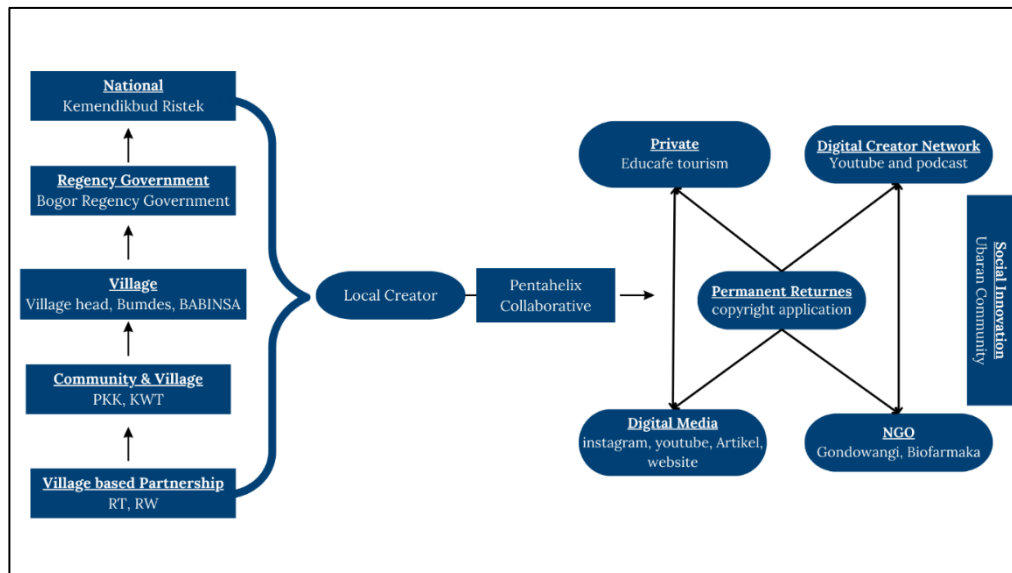 National
Kemendikbud Ristek
Regency Government
Bogor Regency Government
Village
Village head, Bumdes, BABINSA
Community & Village
PKK, KWT
Village based Partnership
RT, RW
Local Creator
Pentahelix
Collaborative
Private
Educafe tourism
Digital Creator Network
Youtube and podcast
Permanent Returnes
copyright application
Digital Media
instagram, youtube, Artikel,
website
NGO
Gondowangi, Biofarmaka
Social Innovation
Ubaran Community